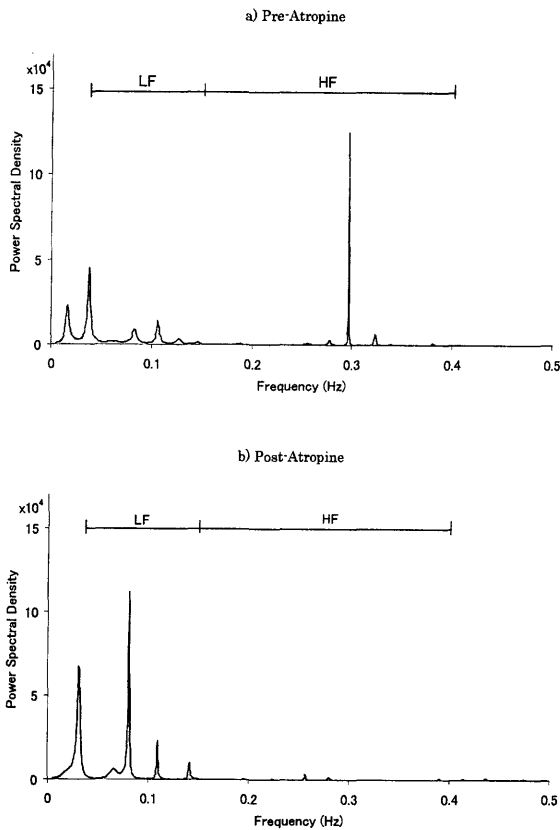 a) Pre-Atropine
x10⁴
LF
HF
15
10
5
0
Power Spectral Density
0 0.1 0.2 0.3 0.4 0.5
Frequency (Hz)
b) Post-Atropine
x10⁴
LF
HF
15
10
5
0
Power Spectral Density
0 0.1 0.2 0.3 0.4 0.5
Frequency (Hz)